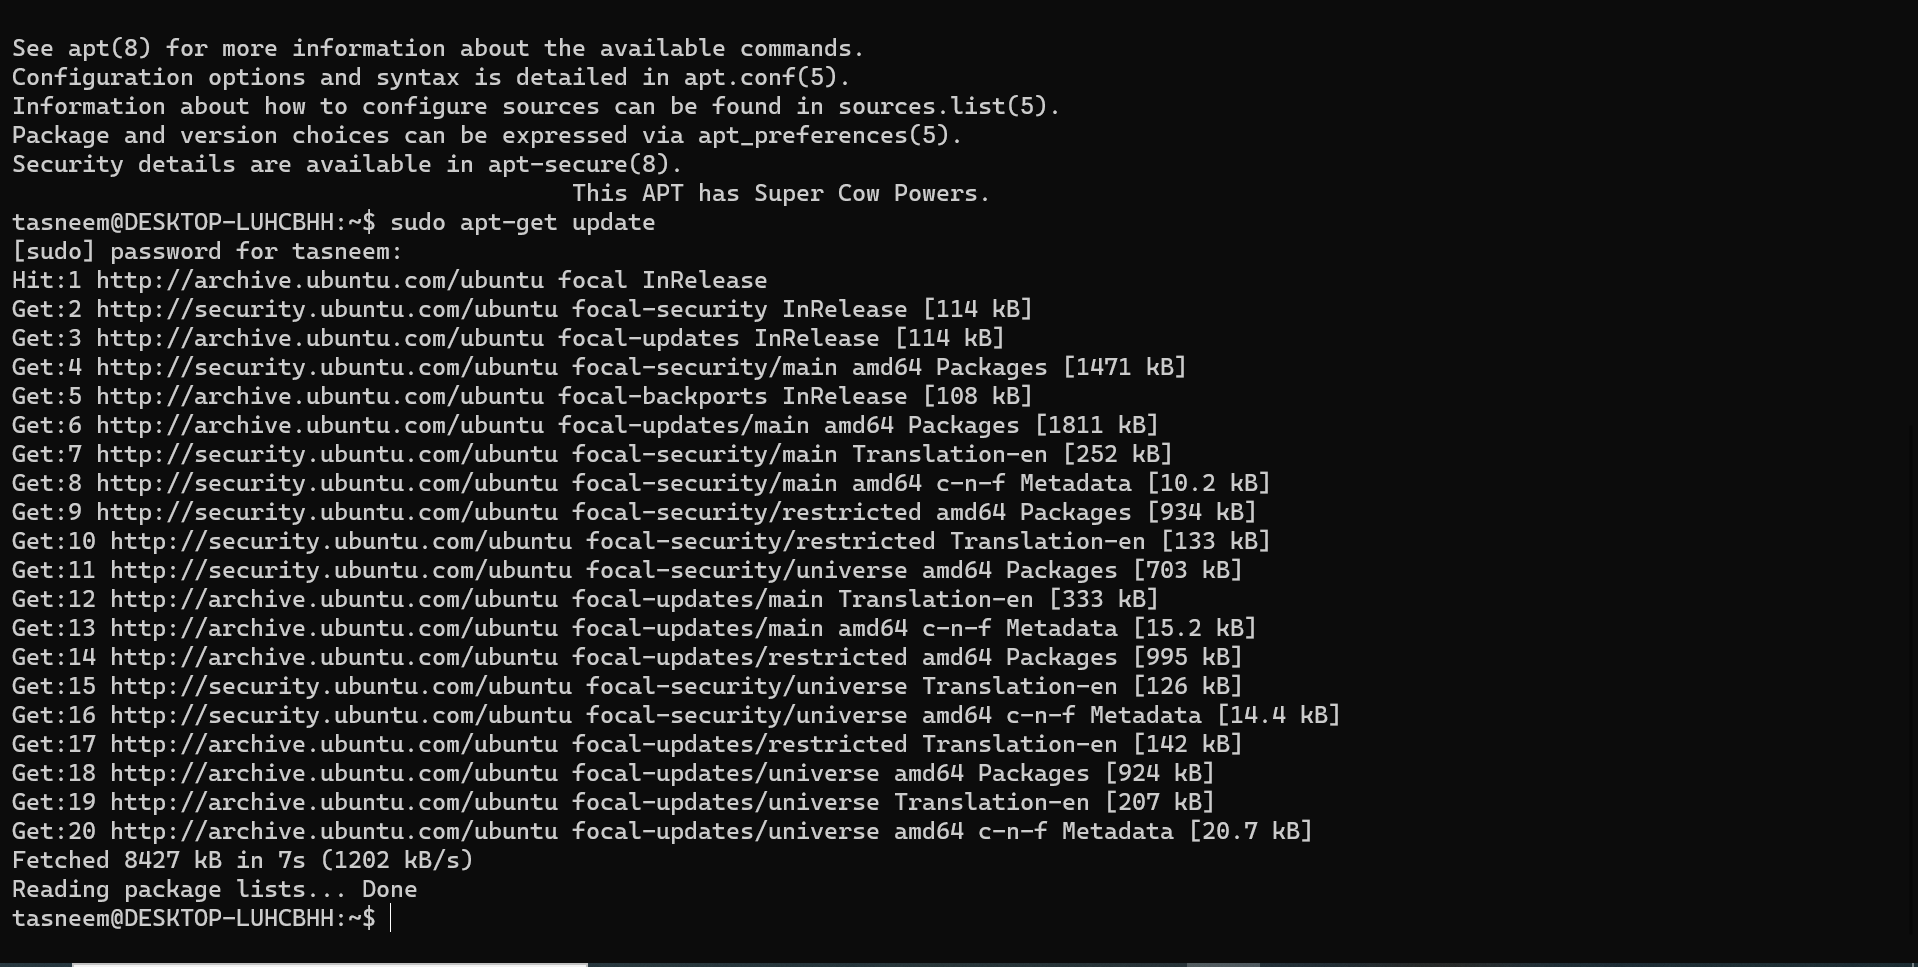 See apt(8) for more information about the available commands.
Configuration options and syntax is detailed in apt.conf(5).
Information about how to configure sources can be found in sources.list(5).
Package and version choices can be expressed via apt_preferences(5).
Security details are available in apt-secure(8).
This APT has Super Cow Powers.
tasneem@DESKTOP-LUHCBHH:~$ sudo apt-get update
[sudo] password for tasneem:
Hit:1 http://archive.ubuntu.com/ubuntu focal InRelease
Get:2 http://security.ubuntu.com/ubuntu focal-security InRelease [114 kB]
Get:3 http://archive.ubuntu.com/ubuntu focal-updates InRelease [114 kB]
Get:4 http://security.ubuntu.com/ubuntu focal-security/main amd64 Packages [1471 kB]
Get:5 http://archive.ubuntu.com/ubuntu focal-backports InRelease [108 kB]
Get:6 http://archive.ubuntu.com/ubuntu focal-updates/main amd64 Packages [1811 kB]
Get:7 http://security.ubuntu.com/ubuntu focal-security/main Translation-en [252 kB]
Get:8 http://security.ubuntu.com/ubuntu focal-security/main amd64 c-n-f Metadata [10.2 kB]
Get:9 http://security.ubuntu.com/ubuntu focal-security/restricted amd64 Packages [934 kB]
Get:10 http://security.ubuntu.com/ubuntu focal-security/restricted Translation-en [133 kB]
Get:11 http://security.ubuntu.com/ubuntu focal-security/universe amd64 Packages [703 kB]
Get:12 http://archive.ubuntu.com/ubuntu focal-updates/main Translation-en [333 kB]
Get:13 http://archive.ubuntu.com/ubuntu focal-updates/main amd64 c-n-f Metadata [15.2 kB]
Get:14 http://archive.ubuntu.com/ubuntu focal-updates/restricted amd64 Packages [995 kB]
Get:15 http://security.ubuntu.com/ubuntu focal-security/universe Translation-en [126 kB]
Get:16 http://security.ubuntu.com/ubuntu focal-security/universe amd64 c-n-f Metadata [14.4 kB]
Get:17 http://archive.ubuntu.com/ubuntu focal-updates/restricted Translation-en [142 kB]
Get:18 http://archive.ubuntu.com/ubuntu focal-updates/universe amd64 Packages [924 kB]
Get:19 http://archive.ubuntu.com/ubuntu focal-updates/universe Translation-en [207 kB]
Get:20 http://archive.ubuntu.com/ubuntu focal-updates/universe amd64 c-n-f Metadata [20.7 kB]
Fetched 8427 kB in 7s (1202 kB/s)
Reading package lists... Done
tasneem@DESKTOP-LUHCBHH:~$